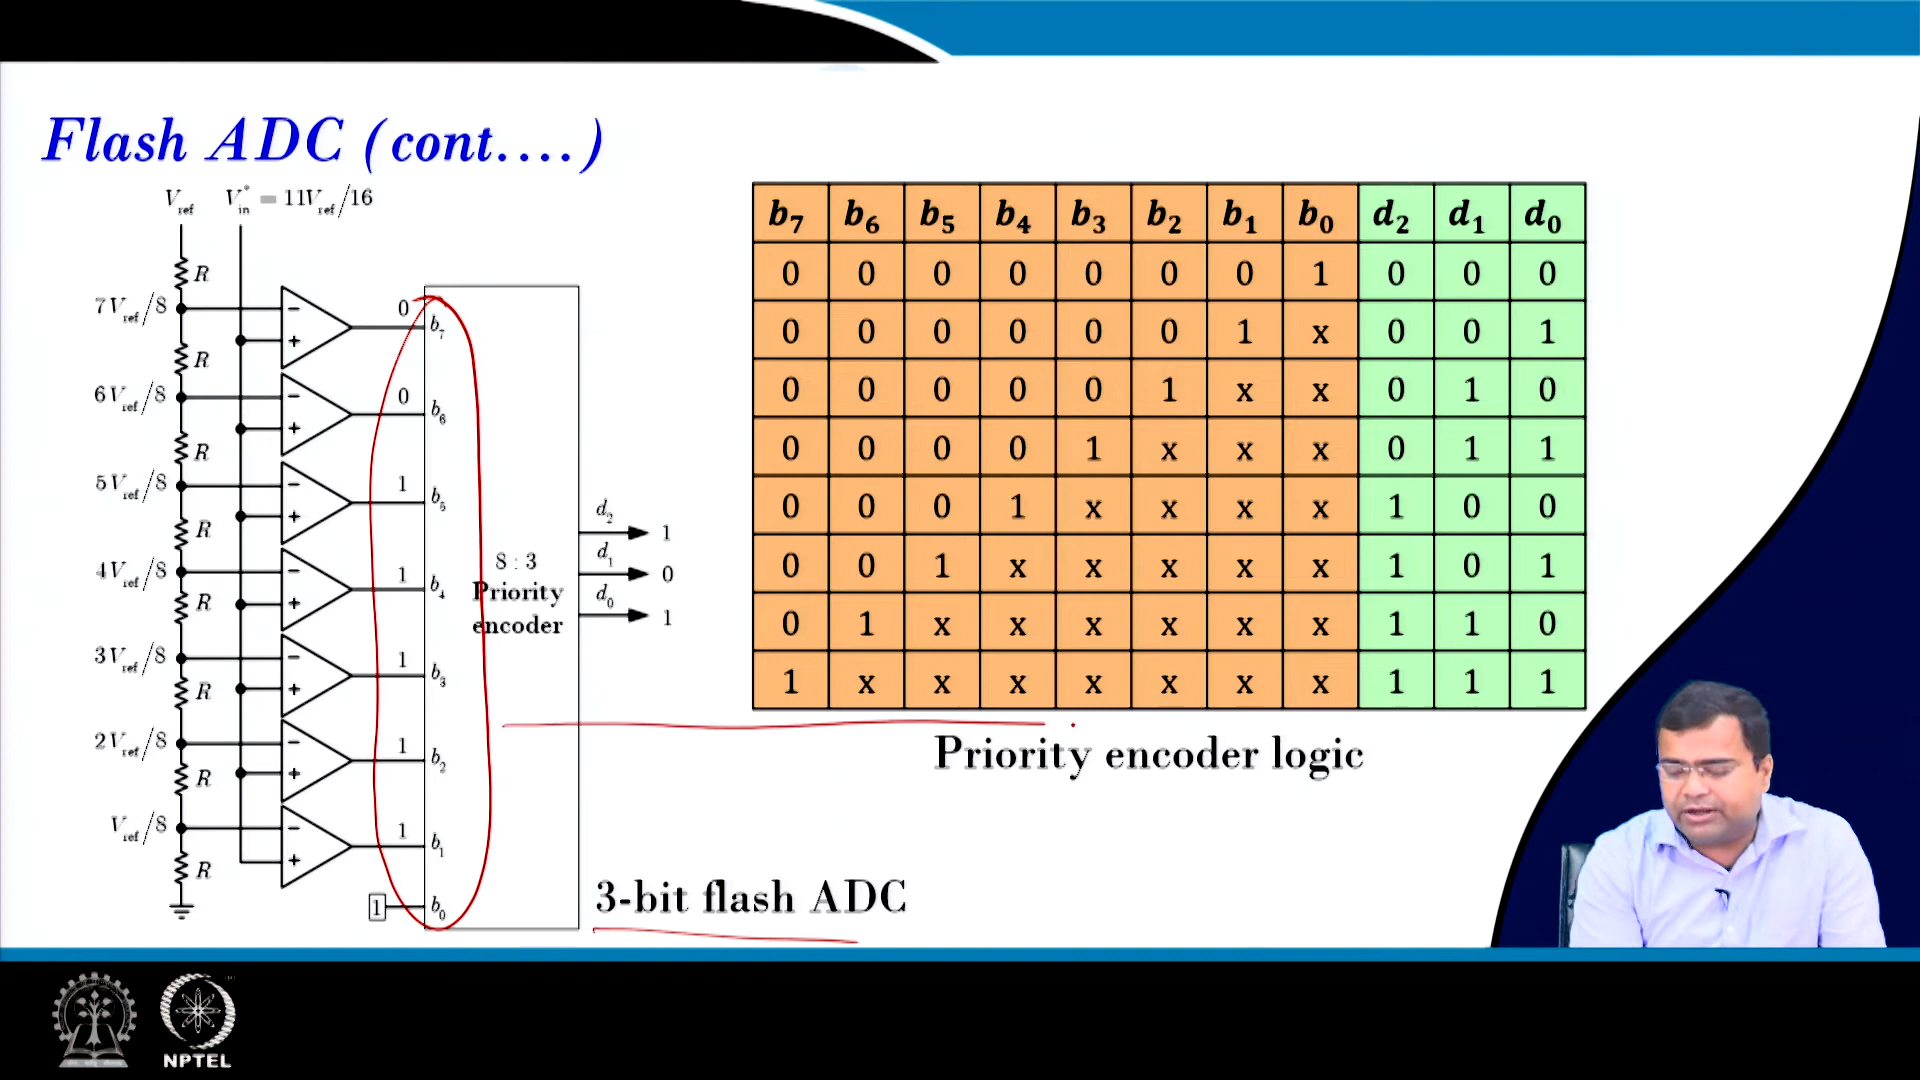 Flash ADC (cont....)
V_ref V*_in = 11V_ref/16
R
7V_ref/8 − + 0 b_7
R
6V_ref/8 − + 0 b_6
R
5V_ref/8 − + 1 b_5
R
4V_ref/8 − + 1 b_4
R
3V_ref/8 − + 1 b_3
R
2V_ref/8 − + 1 b_2
R
V_ref/8 − + 1 b_1
R
1 b_0
8 : 3
Priority
encoder
d_2 1
d_1 0
d_0 1
3-bit flash ADC
b_7 b_6 b_5 b_4 b_3 b_2 b_1 b_0 d_2 d_1 d_0
0 0 0 0 0 0 0 1 0 0 0
0 0 0 0 0 0 1 x 0 0 1
0 0 0 0 0 1 x x 0 1 0
0 0 0 0 1 x x x 0 1 1
0 0 0 1 x x x x 1 0 0
0 0 1 x x x x x 1 0 1
0 1 x x x x x x 1 1 0
1 x x x x x x x 1 1 1
Priority encoder logic
NPTEL